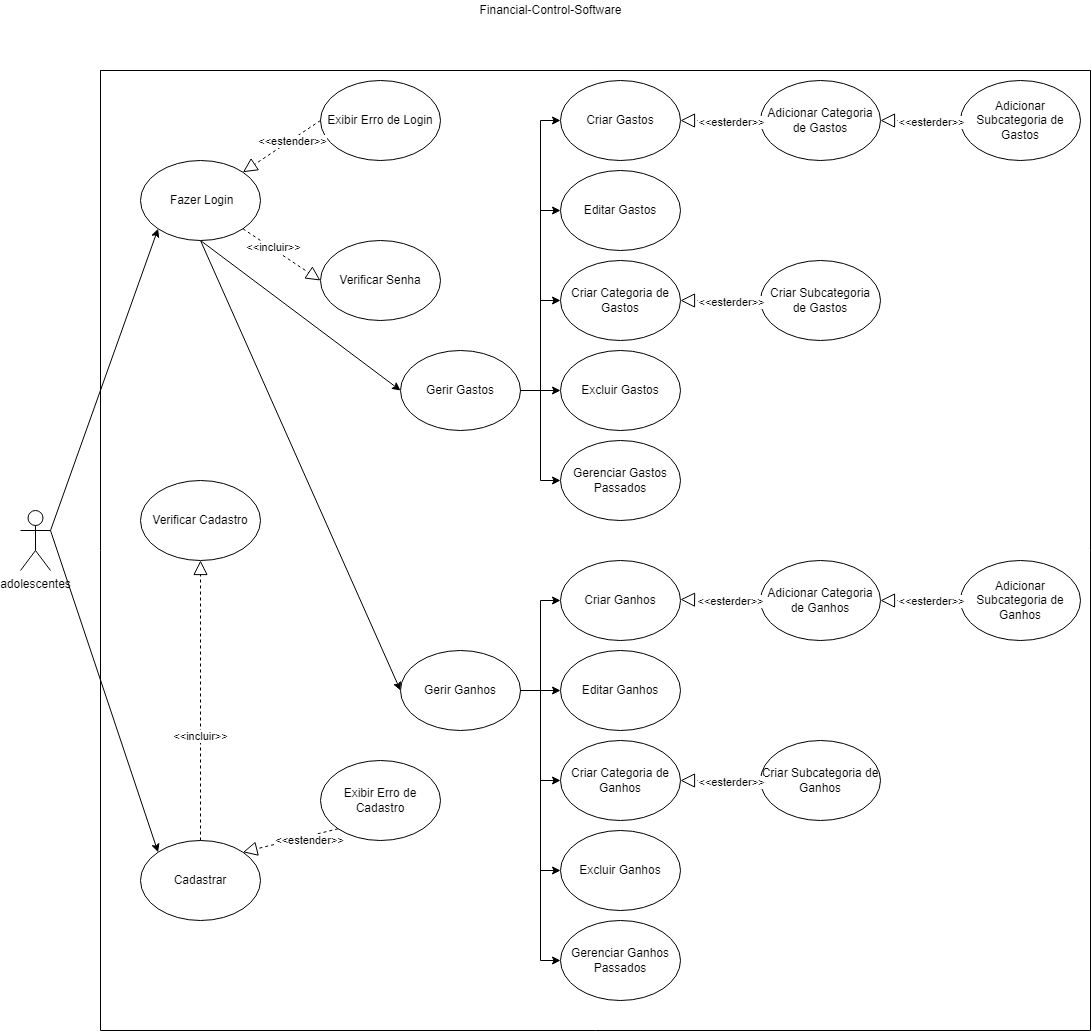 Financial-Control-Software
Exibir Erro de Login
<<estender>>
Fazer Login
<<incluir>>
Verificar Senha
Criar Gastos
<<esterder>>
Adicionar Categoria
de Gastos
<<esterder>>
Adicionar
Subcategoria de
Gastos
Editar Gastos
Criar Categoria de
Gastos
<<esterder>>
Criar Subcategoria
de Gastos
Gerir Gastos
Excluir Gastos
Gerenciar Gastos
Passados
Verificar Cadastro
adolescentes
Criar Ganhos
<<esterder>>
Adicionar Categoria
de Ganhos
<<esterder>>
Adicionar
Subcategoria de
Ganhos
Gerir Ganhos
Editar Ganhos
<<incluir>>
Criar Categoria de
Ganhos
<<esterder>>
Criar Subcategoria de
Ganhos
Exibir Erro de
Cadastro
<<estender>>
Cadastrar
Excluir Ganhos
Gerenciar Ganhos
Passados